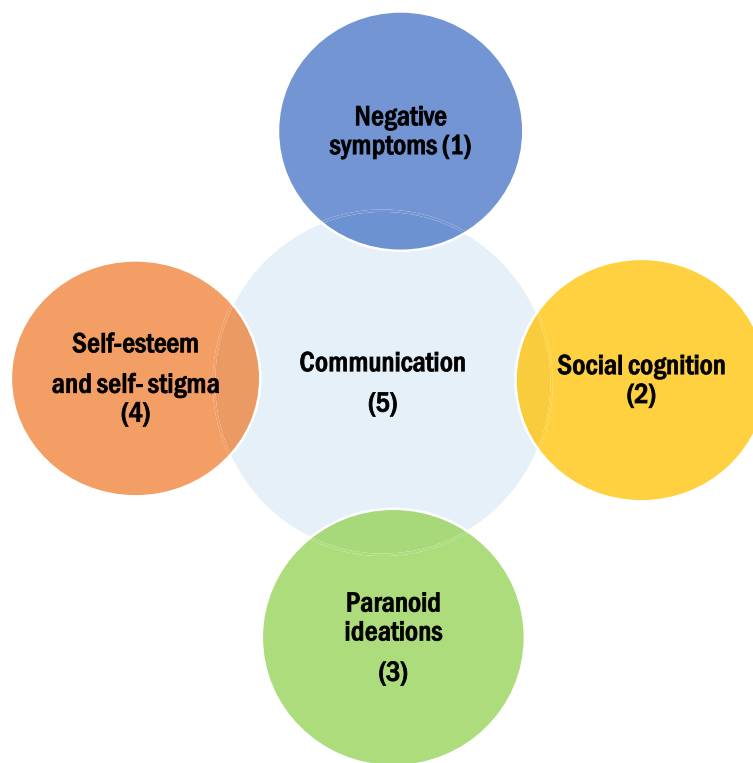 Negative
symptoms (1)
Self-esteem
and self- stigma
(4)
Communication
(5)
Social cognition
(2)
Paranoid
ideations
(3)